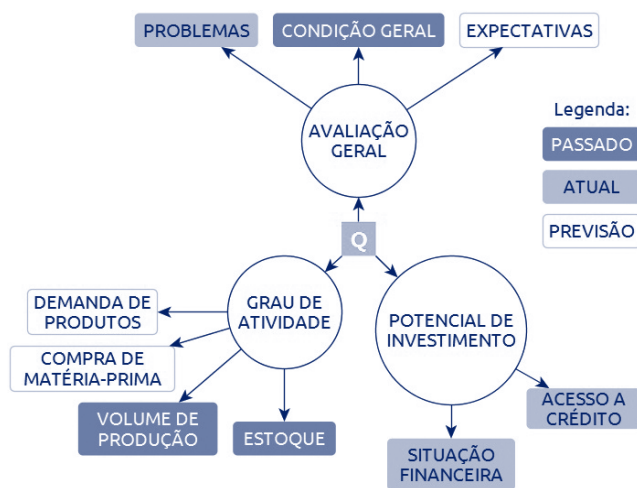 PROBLEMAS
CONDIÇÃO GERAL
EXPECTATIVAS
AVALIAÇÃO
GERAL
Legenda:
PASSADO
ATUAL
PREVISÃO
Q
DEMANDA DE
PRODUTOS
COMPRA DE
MATÉRIA-PRIMA
VOLUME DE
PRODUÇÃO
ESTOQUE
GRAU DE
ATIVIDADE
POTENCIAL DE
INVESTIMENTO
SITUAÇÃO
FINANCEIRA
ACESSO A
CRÉDITO